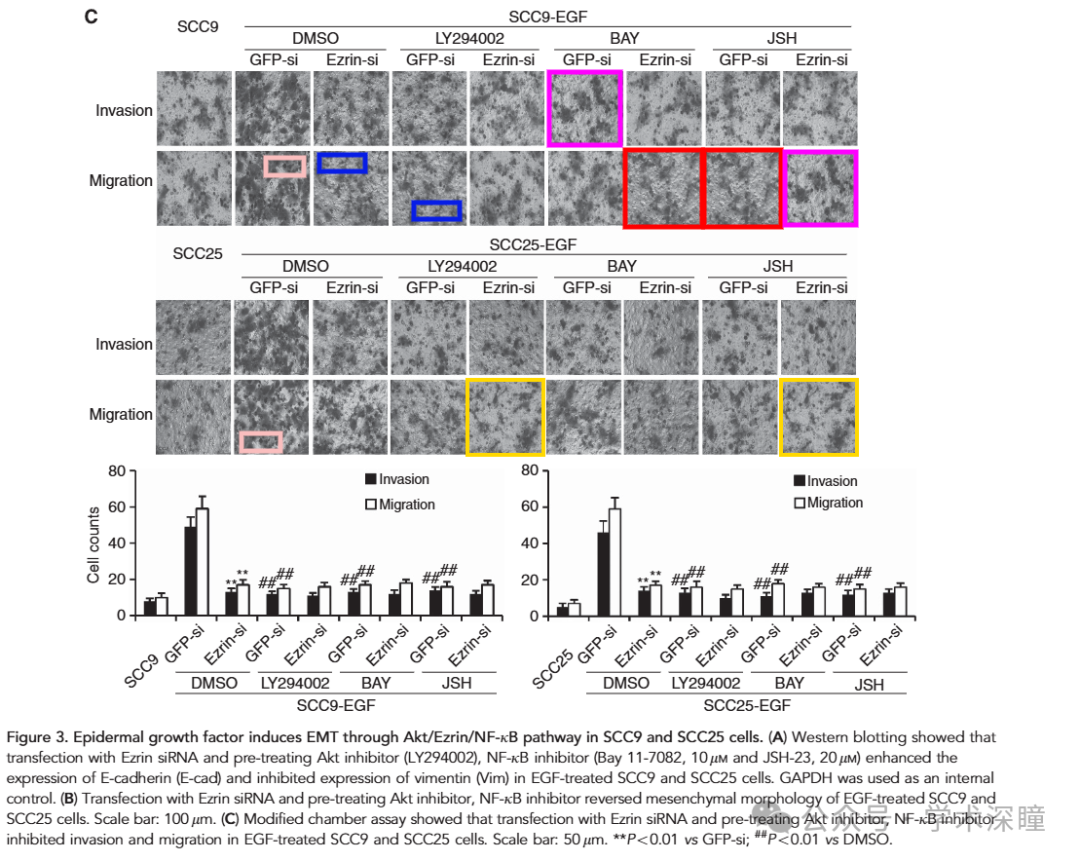 C
SCC9
SCC9-EGF
DMSO LY294002 BAY JSH
GFP-si Ezrin-si GFP-si Ezrin-si GFP-si Ezrin-si GFP-si Ezrin-si
Invasion
Migration
SCC25
SCC25-EGF
DMSO LY294002 BAY JSH
GFP-si Ezrin-si GFP-si Ezrin-si GFP-si Ezrin-si GFP-si Ezrin-si
Invasion
Migration
Cell counts
80
60
40
20
0
Invasion
Migration
** ** ## ## ## ## ## ##
SCC9 GFP-si Ezrin-si GFP-si Ezrin-si GFP-si Ezrin-si GFP-si Ezrin-si
DMSO LY294002 BAY JSH
SCC9-EGF
80
60
40
20
0
Invasion
Migration
** ** ## ## ## ## ## ##
SCC25 GFP-si Ezrin-si GFP-si Ezrin-si GFP-si Ezrin-si GFP-si Ezrin-si
DMSO LY294002 BAY JSH
SCC25-EGF
Figure 3. Epidermal growth factor induces EMT through Akt/Ezrin/NF-κB pathway in SCC9 and SCC25 cells. (A) Western blotting showed that
transfection with Ezrin siRNA and pre-treating Akt inhibitor (LY294002), NF-κB inhibitor (Bay 11-7082, 10 μM and JSH-23, 20 μM) enhanced the
expression of E-cadherin (E-cad) and inhibited expression of vimentin (Vim) in EGF-treated SCC9 and SCC25 cells. GAPDH was used as an internal
control. (B) Transfection with Ezrin siRNA and pre-treating Akt inhibitor, NF-κB inhibitor reversed mesenchymal morphology of EGF-treated SCC9 and
SCC25 cells. Scale bar: 100 μm. (C) Modified chamber assay showed that transfection with Ezrin siRNA and pre-treating Akt inhibitor, NF-κB inhibitor
inhibited invasion and migration in EGF-treated SCC9 and SCC25 cells. Scale bar: 50 μm. **P<0.01 vs GFP-si; ##P<0.01 vs DMSO.
公众号 · 学术深瞳